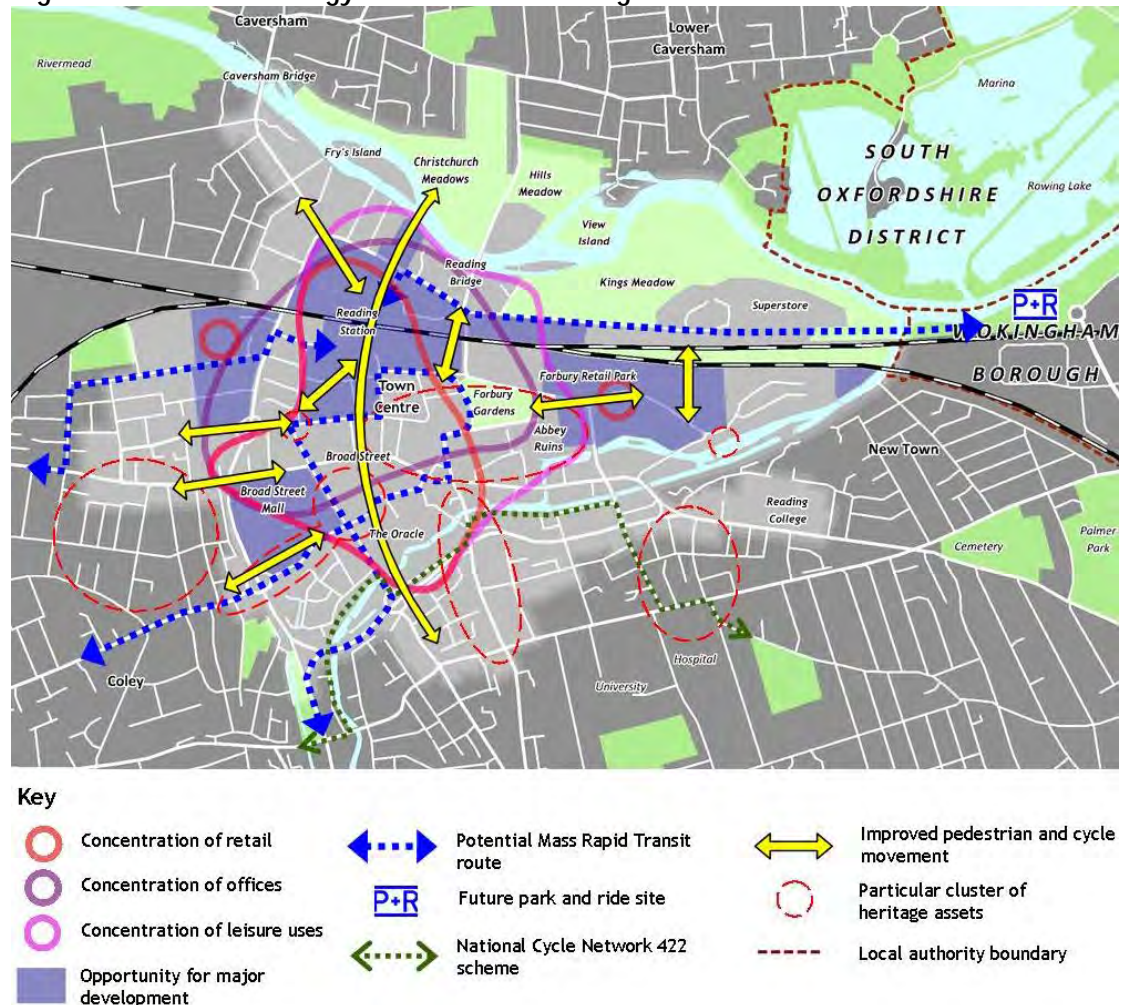 Caversham
Lower
Caversham
Rivermead
Caversham Bridge
Marina
Fry's Island
Christchurch
Meadows
SOUTH
OXFORDSHIRE
DISTRICT
Hills
Meadow
Rowing Lake
View
Island
Reading
Bridge
Kings Meadow
Superstore
P+R
Reading
Station
WOKINGHAM
BOROUGH
Town
Centre
Forbury Retail Park
Forbury
Gardens
Abbey
Ruins
New Town
Broad Street
Broad Street
Mall
Reading
College
The Oracle
Cemetery
Palmer
Park
Hospital
Coley
University
Key
Concentration of retail
Concentration of offices
Concentration of leisure uses
Opportunity for major
development
Potential Mass Rapid Transit
route
P+R
Future park and ride site
National Cycle Network 422
scheme
Improved pedestrian and cycle
movement
Particular cluster of
heritage assets
Local authority boundary